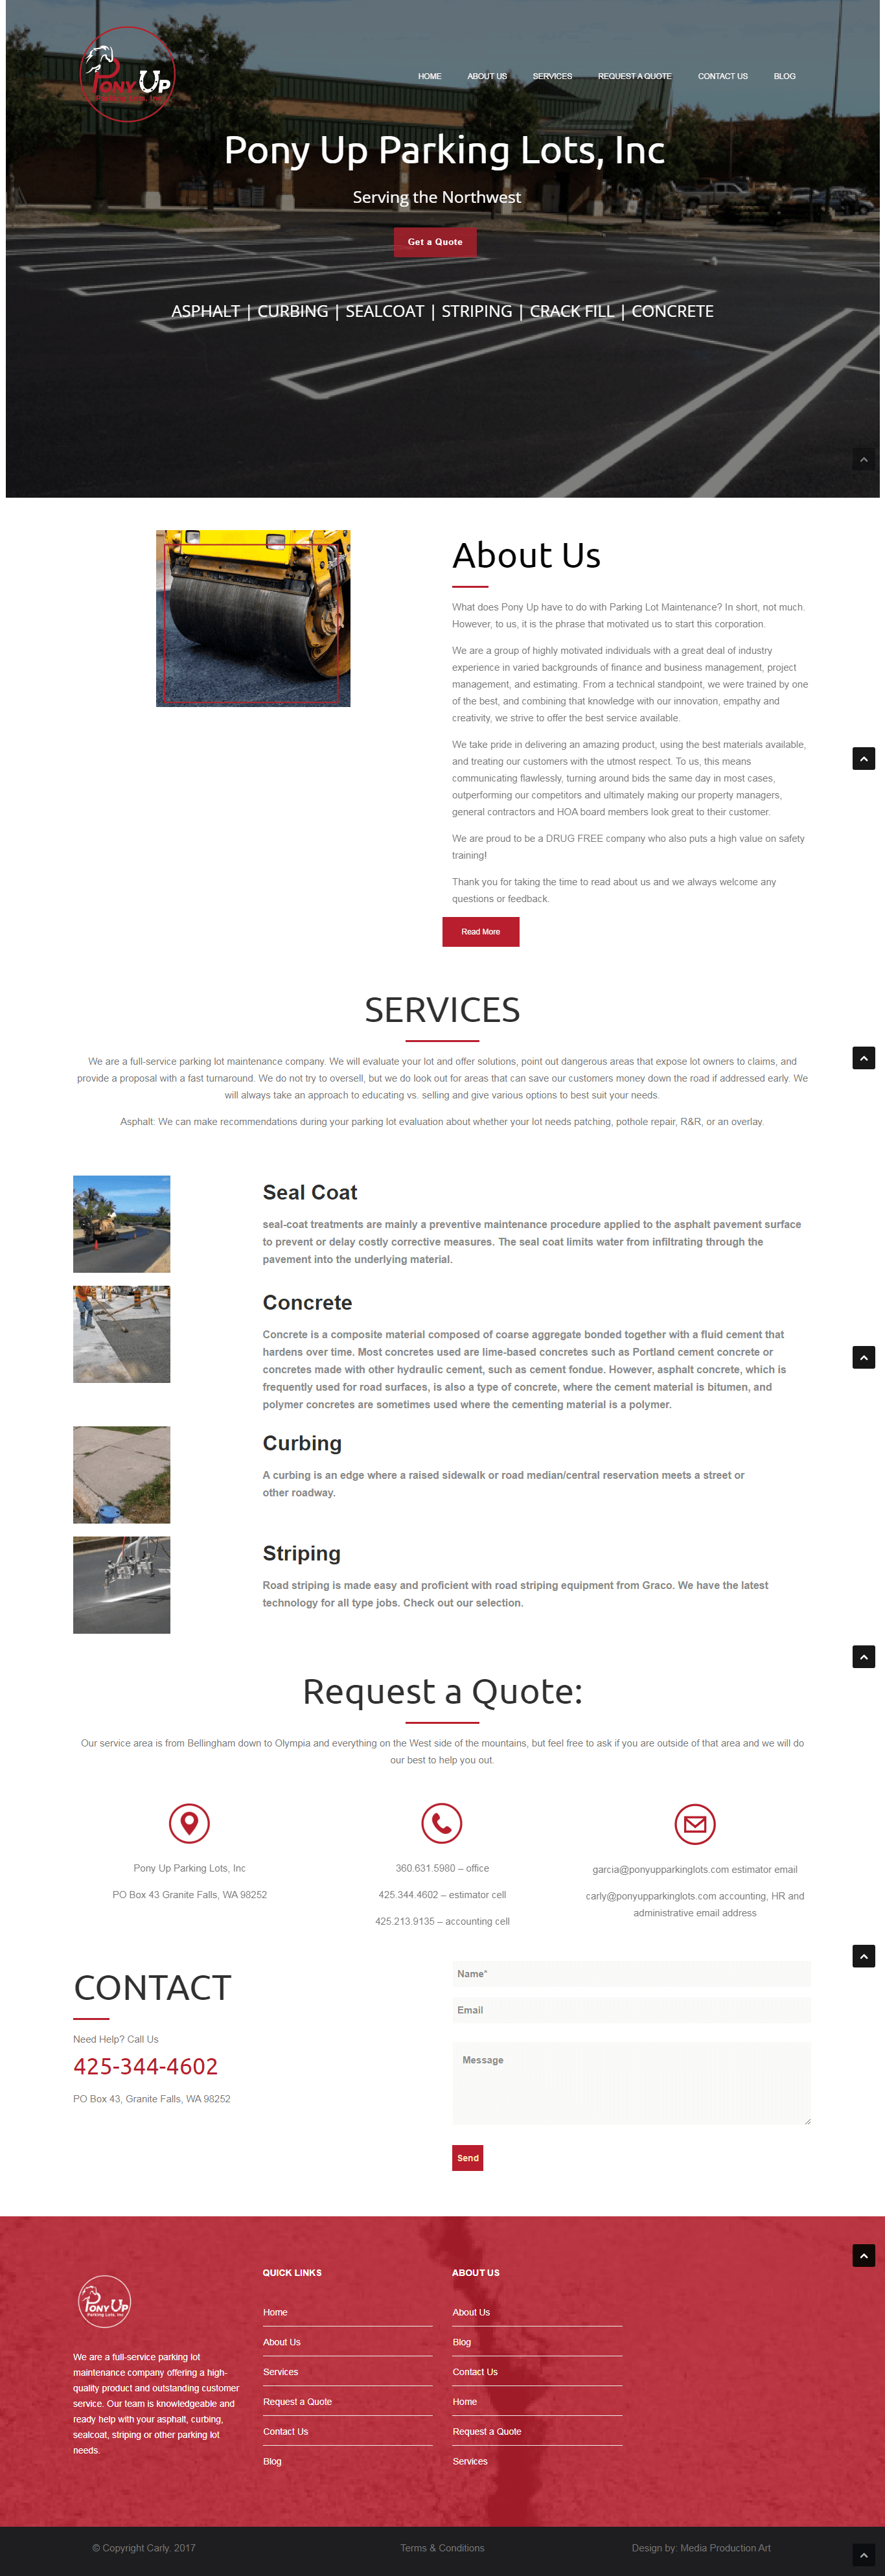 Pony Up
Parking Lots, Inc
HOME
ABOUT US
SERVICES
REQUEST A QUOTE
CONTACT US
BLOG
Pony Up Parking Lots, Inc
Serving the Northwest
Get a Quote
ASPHALT | CURBING | SEALCOAT | STRIPING | CRACK FILL | CONCRETE
About Us
What does Pony Up have to do with Parking Lot Maintenance? In short, not much.
However, to us, it is the phrase that motivated us to start this corporation.
We are a group of highly motivated individuals with a great deal of industry
experience in varied backgrounds of finance and business management, project
management, and estimating. From a technical standpoint, we were trained by one
of the best, and combining that knowledge with our innovation, empathy and
creativity, we strive to offer the best service available.
We take pride in delivering an amazing product, using the best materials available,
and treating our customers with the utmost respect. To us, this means
communicating flawlessly, turning around bids the same day in most cases,
outperforming our competitors and ultimately making our property managers,
general contractors and HOA board members look great to their customer.
We are proud to be a DRUG FREE company who also puts a high value on safety
training!
Thank you for taking the time to read about us and we always welcome any
questions or feedback.
Read More
SERVICES
We are a full-service parking lot maintenance company. We will evaluate your lot and offer solutions, point out dangerous areas that expose lot owners to claims, and
provide a proposal with a fast turnaround. We do not try to oversell, but we do look out for areas that can save our customers money down the road if addressed early. We
will always take an approach to educating vs. selling and give various options to best suit your needs.
Asphalt: We can make recommendations during your parking lot evaluation about whether your lot needs patching, pothole repair, R&R, or an overlay.
Seal Coat
seal-coat treatments are mainly a preventive maintenance procedure applied to the asphalt pavement surface
to prevent or delay costly corrective measures. The seal coat limits water from infiltrating through the
pavement into the underlying material.
Concrete
Concrete is a composite material composed of coarse aggregate bonded together with a fluid cement that
hardens over time. Most concretes used are lime-based concretes such as Portland cement concrete or
concretes made with other hydraulic cement, such as cement fondue. However, asphalt concrete, which is
frequently used for road surfaces, is also a type of concrete, where the cement material is bitumen, and
polymer concretes are sometimes used where the cementing material is a polymer.
Curbing
A curbing is an edge where a raised sidewalk or road median/central reservation meets a street or
other roadway.
Striping
Road striping is made easy and proficient with road striping equipment from Graco. We have the latest
technology for all type jobs. Check out our selection.
Request a Quote:
Our service area is from Bellingham down to Olympia and everything on the West side of the mountains, but feel free to ask if you are outside of that area and we will do
our best to help you out.
Pony Up Parking Lots, Inc
PO Box 43 Granite Falls, WA 98252
360.631.5980 – office
425.344.4602 – estimator cell
425.213.9135 – accounting cell
garcia@ponyupparkinglots.com estimator email
carly@ponyupparkinglots.com accounting, HR and
administrative email address
CONTACT
Need Help? Call Us
425-344-4602
PO Box 43, Granite Falls, WA 98252
Name*
Email
Message
Send
Pony Up
Parking Lots, Inc
We are a full-service parking lot
maintenance company offering a high-
quality product and outstanding customer
service. Our team is knowledgeable and
ready help with your asphalt, curbing,
sealcoat, striping or other parking lot
needs.
QUICK LINKS
Home
About Us
Services
Request a Quote
Contact Us
Blog
ABOUT US
About Us
Blog
Contact Us
Home
Request a Quote
Services
© Copyright Carly. 2017
Terms & Conditions
Design by: Media Production Art